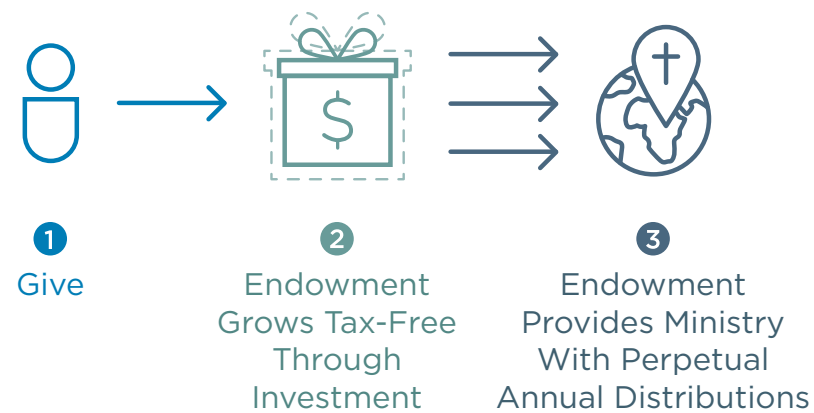 $
1
Give
2
Endowment
Grows Tax-Free
Through
Investment
3
Endowment
Provides Ministry
With Perpetual
Annual Distributions